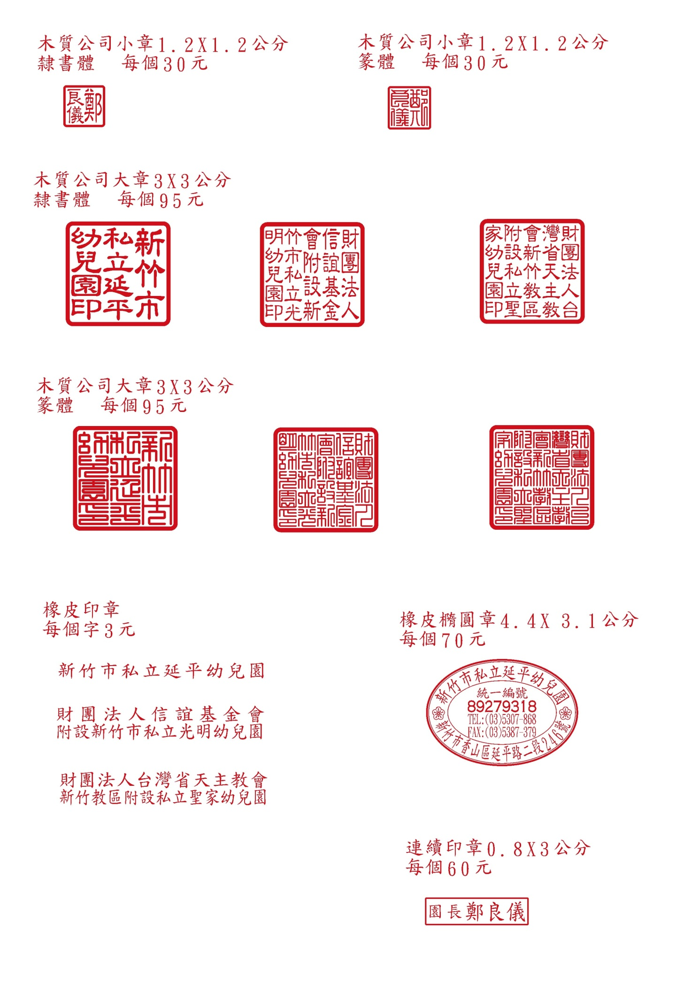 木質公司小章1.2X1.2公分
隸書體 每個30元
鄭
良儀
木質公司小章1.2X1.2公分
篆體 每個30元
鄭
良儀
木質公司大章3X3公分
隸書體 每個95元
新竹市
私立延平
幼兒園印
財團法人
信誼基金
會附設新
竹市私立光
明幼兒園印
財團法人台
灣省天主教
會新竹教區
附設私立聖
家幼兒園印
木質公司大章3X3公分
篆體 每個95元
新竹市
私立延平
幼兒園印
財團法人
信誼基金
會附設新
竹市私立光
明幼兒園印
財團法人台
灣省天主教
會新竹教區
附設私立聖
家幼兒園印
橡皮印章
每個字3元
新竹市私立延平幼兒園
財團法人信誼基金會
附設新竹市私立光明幼兒園
財團法人台灣省天主教會
新竹教區附設私立聖家幼兒園
橡皮橢圓章4.4X 3.1公分
每個70元
新竹市私立延平幼兒園
統一編號
89279318
TEL:(03)5307-868
FAX:(03)5387-379
新竹市香山區延平路二段246號
連續印章0.8X3公分
每個60元
園長鄭良儀